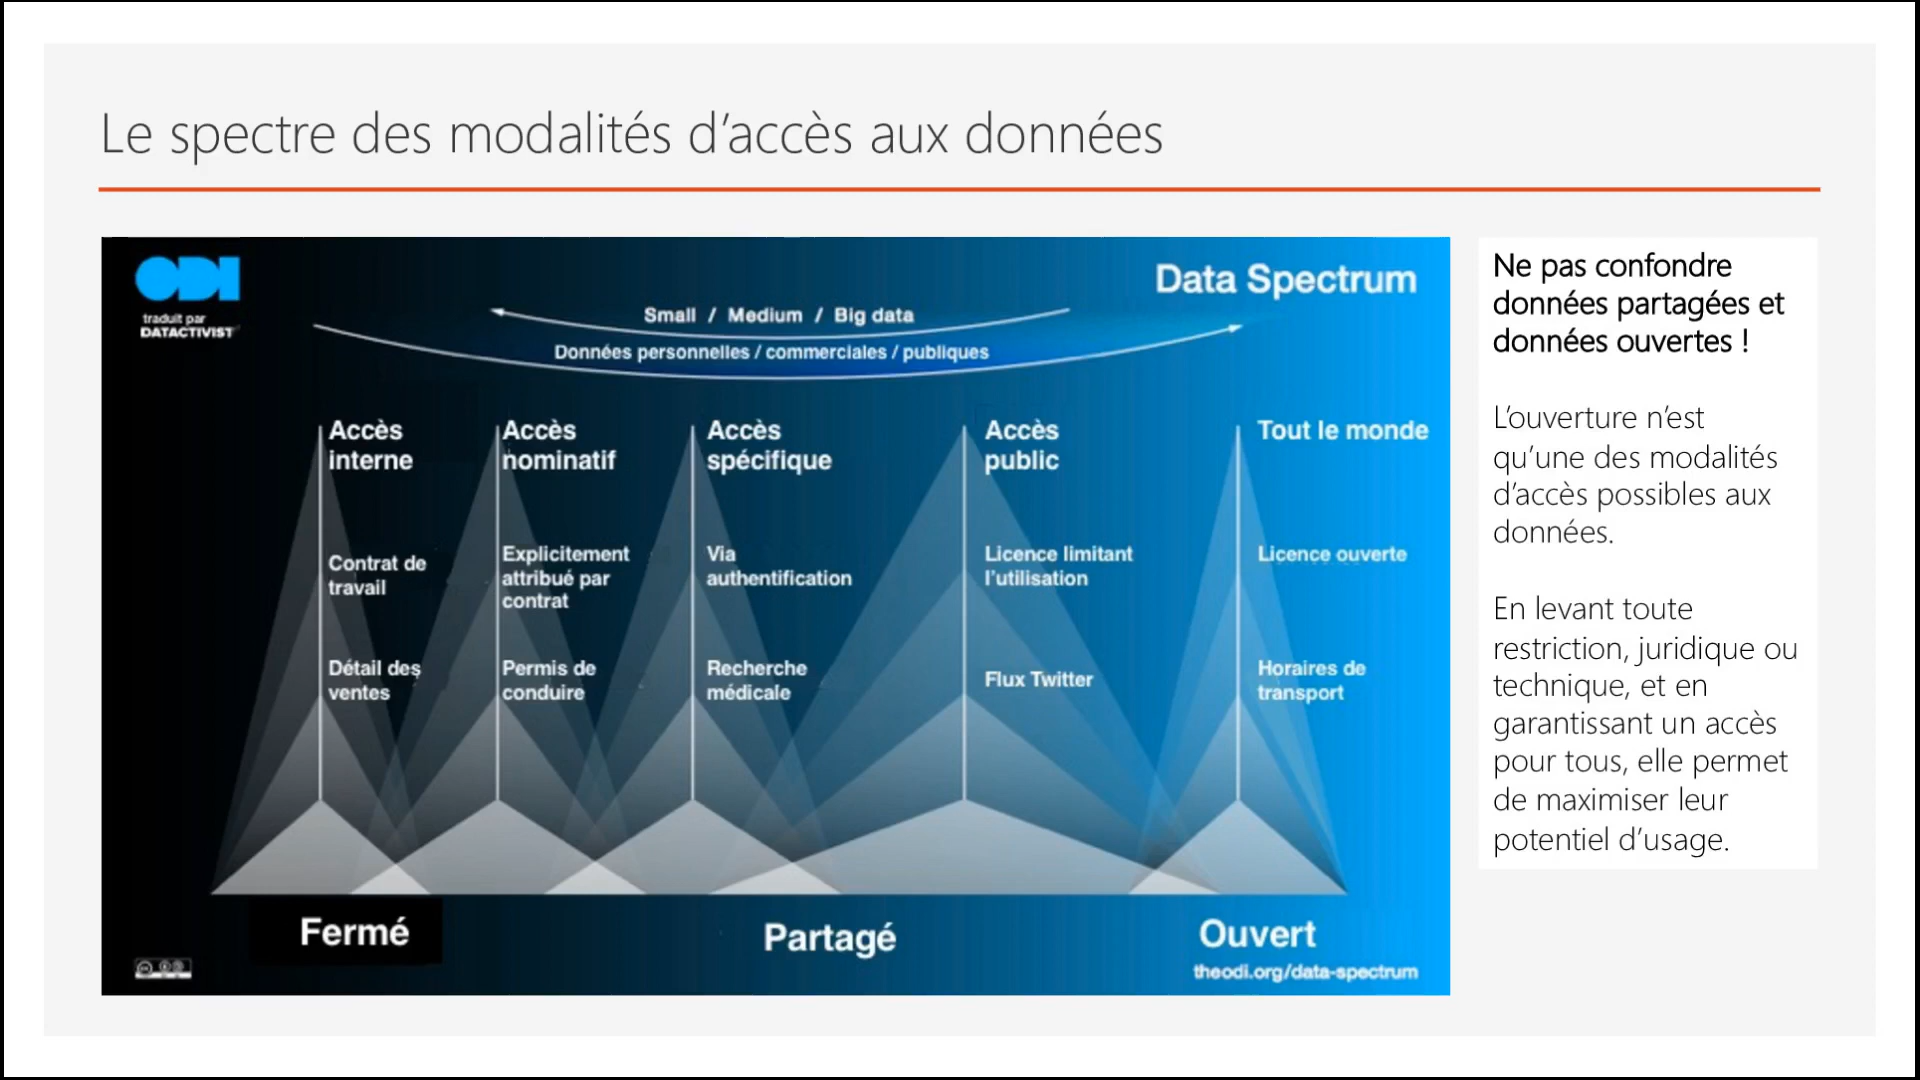 Le spectre des modalités d’accès aux données
ODI
traduit par
DATACTIVIST
Data Spectrum
Small / Medium / Big data
Données personnelles / commerciales / publiques
Accès
interne
Contrat de
travail
Détail des
ventes
Accès
nominatif
Explicitement
attribué par
contrat
Permis de
conduire
Accès
spécifique
Via
authentification
Recherche
médicale
Accès
public
Licence limitant
l’utilisation
Flux Twitter
Tout le monde
Licence ouverte
Horaires de
transport
Fermé
Partagé
Ouvert
theodi.org/data-spectrum
Ne pas confondre
données partagées et
données ouvertes !
L’ouverture n’est
qu’une des modalités
d’accès possibles aux
données.
En levant toute
restriction, juridique ou
technique, et en
garantissant un accès
pour tous, elle permet
de maximiser leur
potentiel d’usage.